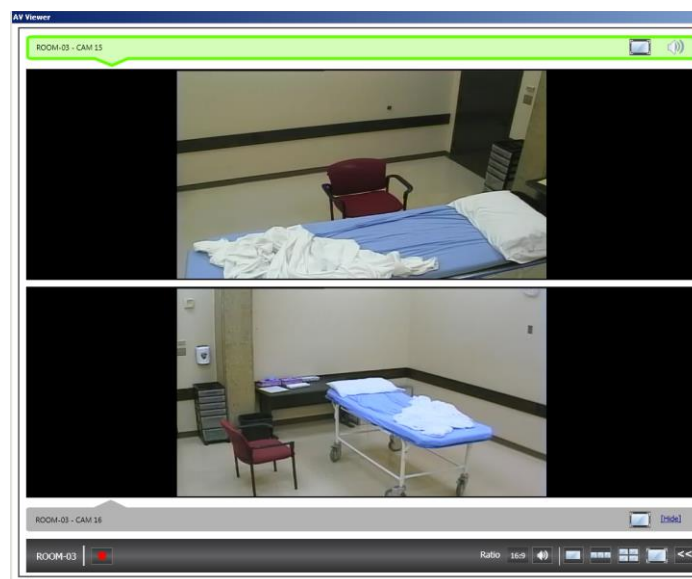 AV Viewer
ROOM-03 - CAM 15
ROOM-03 - CAM 16
[Hide]
ROOM-03
Ratio 16:9
<<